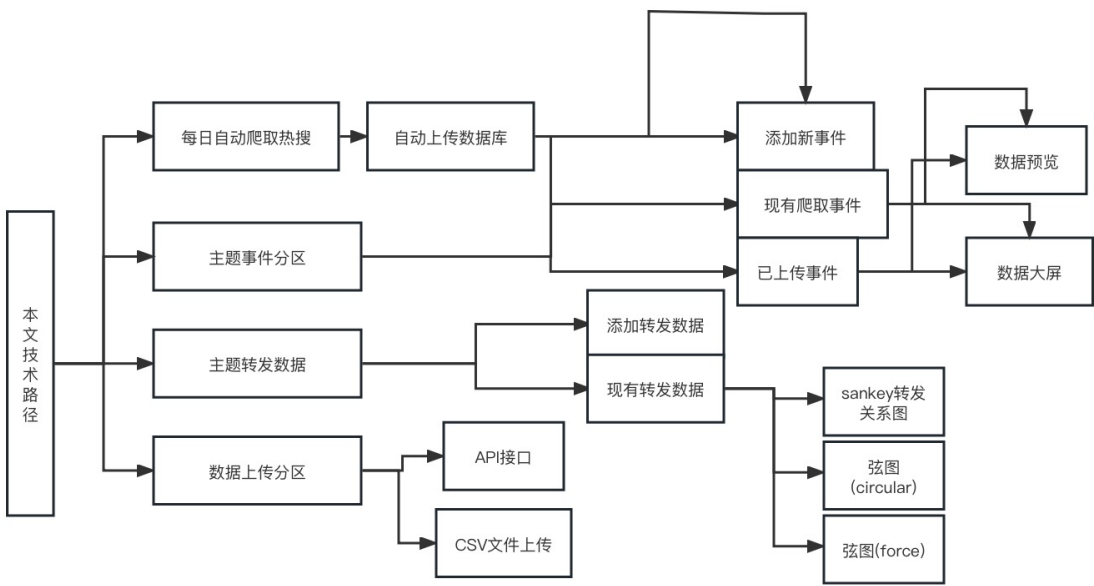 本文技术路径
每日自动爬取热搜
自动上传数据库
添加新事件
现有爬取事件
已上传事件
数据预览
数据大屏
主题事件分区
主题转发数据
添加转发数据
现有转发数据
sankey转发
关系图
弦图
(circular)
弦图(force)
数据上传分区
API接口
CSV文件上传